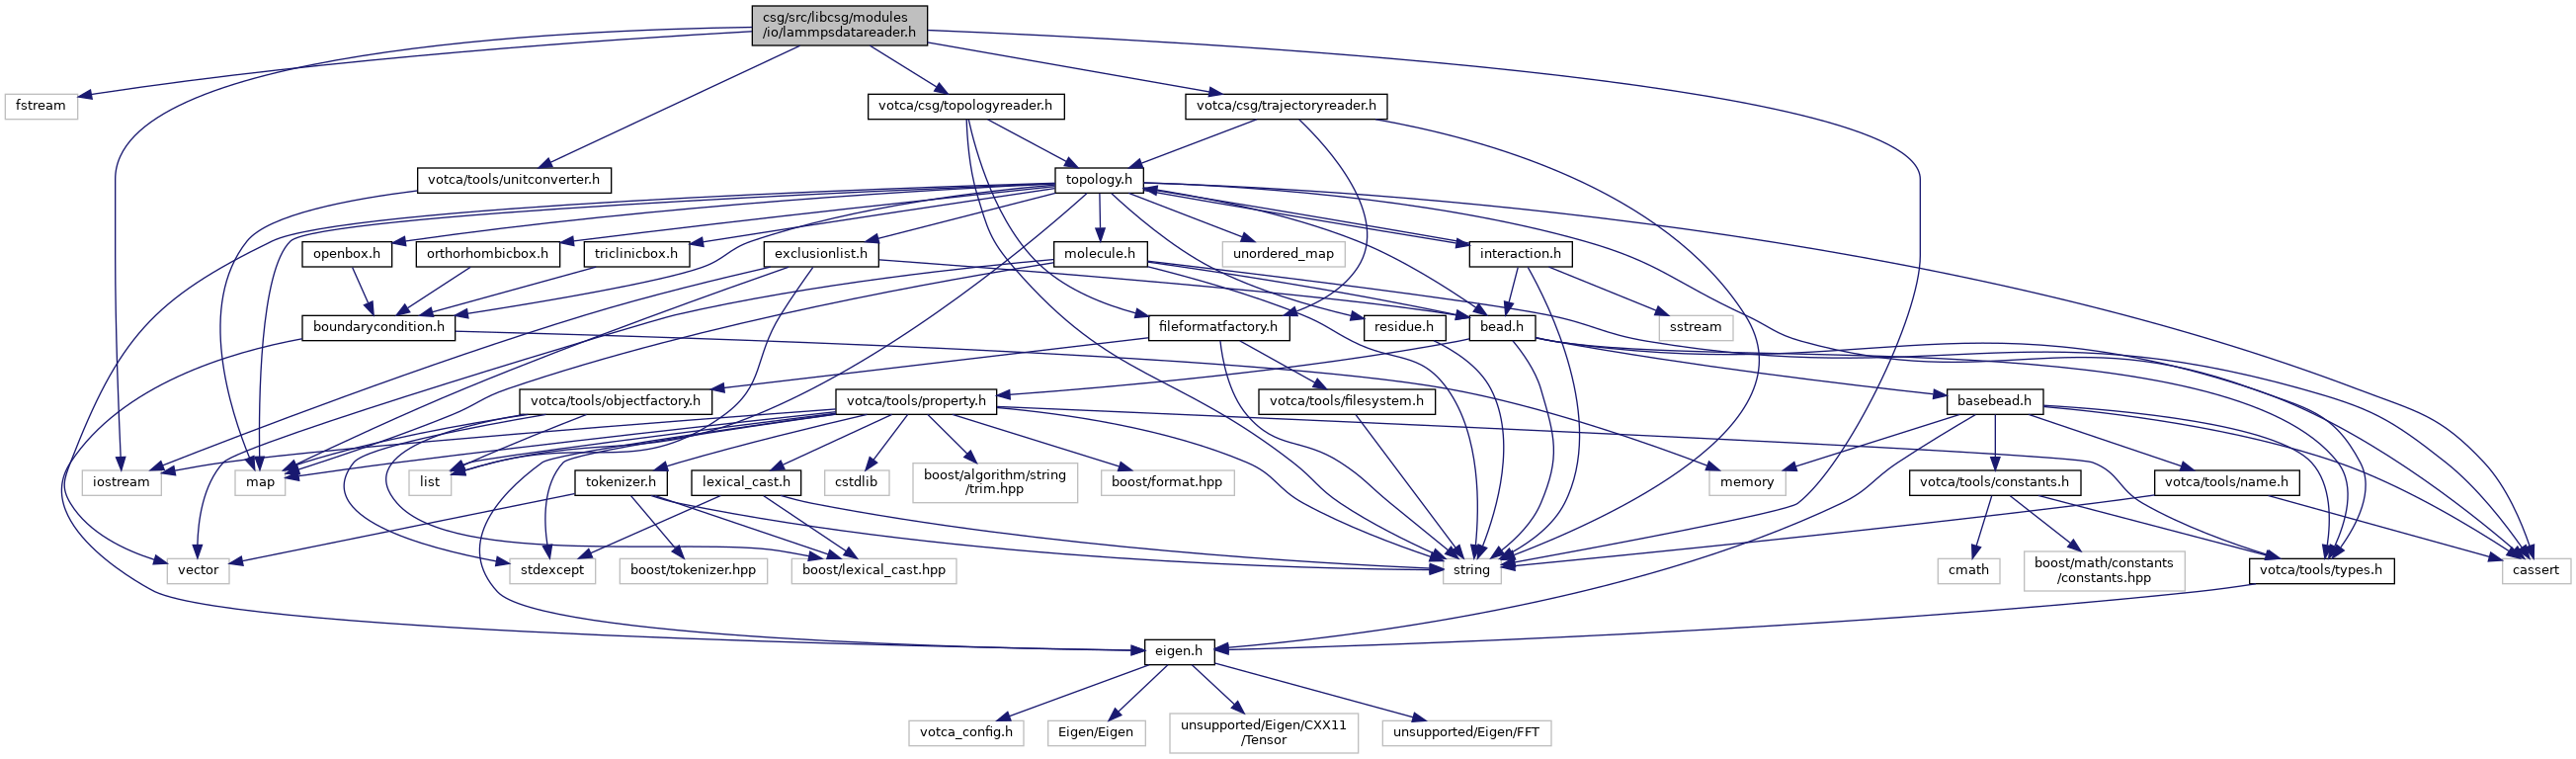 csg/src/libcsg/modules
/io/lammpsdatareader.h
fstream
votca/csg/topologyreader.h
votca/csg/trajectoryreader.h
votca/tools/unitconverter.h
topology.h
openbox.h
orthorhombicbox.h
triclinicbox.h
exclusionlist.h
molecule.h
unordered_map
interaction.h
boundarycondition.h
fileformatfactory.h
residue.h
bead.h
sstream
votca/tools/objectfactory.h
votca/tools/property.h
votca/tools/filesystem.h
basebead.h
iostream
map
list
tokenizer.h
lexical_cast.h
cstdlib
boost/algorithm/string
/trim.hpp
boost/format.hpp
memory
votca/tools/constants.h
votca/tools/name.h
vector
stdexcept
boost/tokenizer.hpp
boost/lexical_cast.hpp
string
cmath
boost/math/constants
/constants.hpp
votca/tools/types.h
cassert
eigen.h
votca_config.h
Eigen/Eigen
unsupported/Eigen/CXX11
/Tensor
unsupported/Eigen/FFT